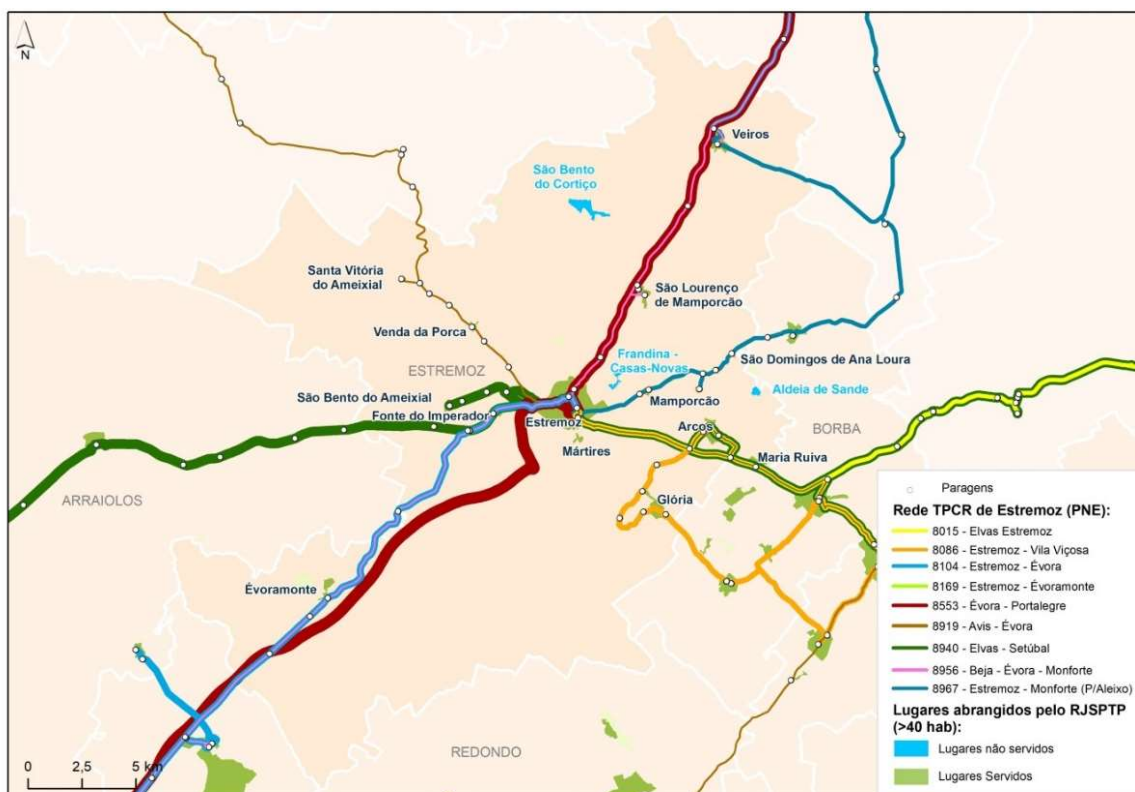 N
Veiros
São Bento
do Cortiço
Santa Vitória
do Ameixial
São Lourenço
de Mamporcão
Venda da Porca
Frandina -
Casas-Novas
São Domingos de Ana Loura
ESTREMOZ
São Bento do Ameixial
Mamporcão
Aldeia de Sande
Fonte do Imperador
Estremoz
Arcos
BORBA
Mártires
Maria Ruiva
ARRAIOLOS
Glória
Évoramonte
REDONDO
0 2,5 5 km
Paragens
Rede TPCR de Estremoz (PNE):
8015 - Elvas Estremoz
8086 - Estremoz - Vila Viçosa
8104 - Estremoz - Évora
8169 - Estremoz - Évoramonte
8553 - Évora - Portalegre
8919 - Avis - Évora
8940 - Elvas - Setúbal
8956 - Beja - Évora - Monforte
8967 - Estremoz - Monforte (P/Aleixo)
Lugares abrangidos pelo RJSPTP
(>40 hab):
Lugares não servidos
Lugares Servidos